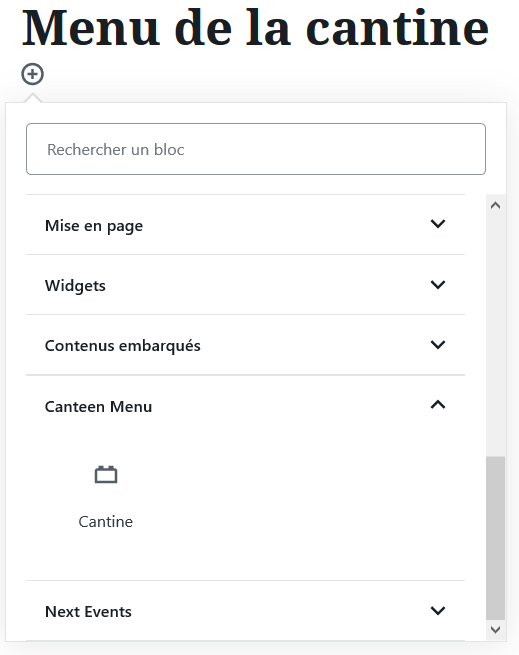 Menu de la cantine
Rechercher un bloc
Mise en page
Widgets
Contenus embarqués
Canteen Menu
Cantine
Next Events